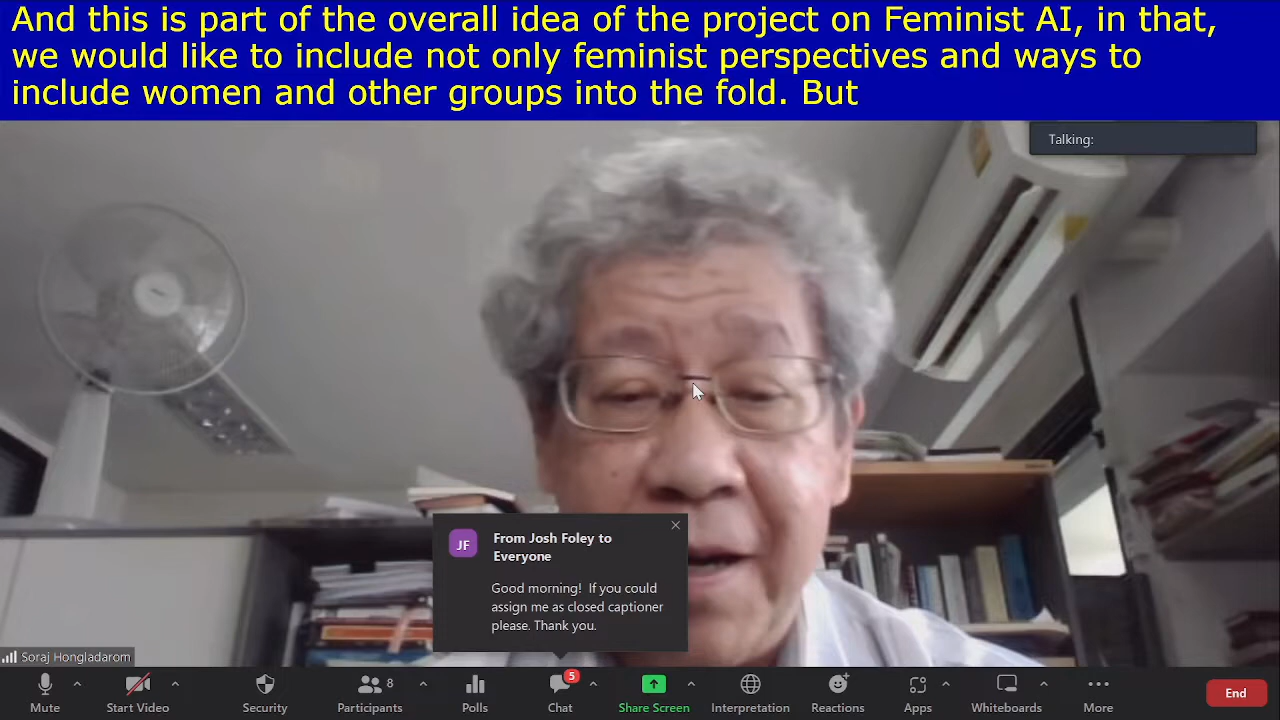 And this is part of the overall idea of the project on Feminist AI, in that,
we would like to include not only feminist perspectives and ways to
include women and other groups into the fold. But
Talking:
From Josh Foley to
Everyone
JF
Good morning!  If you could
assign me as closed captioner
please. Thank you.
Soraj Hongladarom
5
8
Mute
Start Video
Security
Participants
Polls
Chat
Share Screen
Interpretation
Reactions
Apps
Whiteboards
More
End